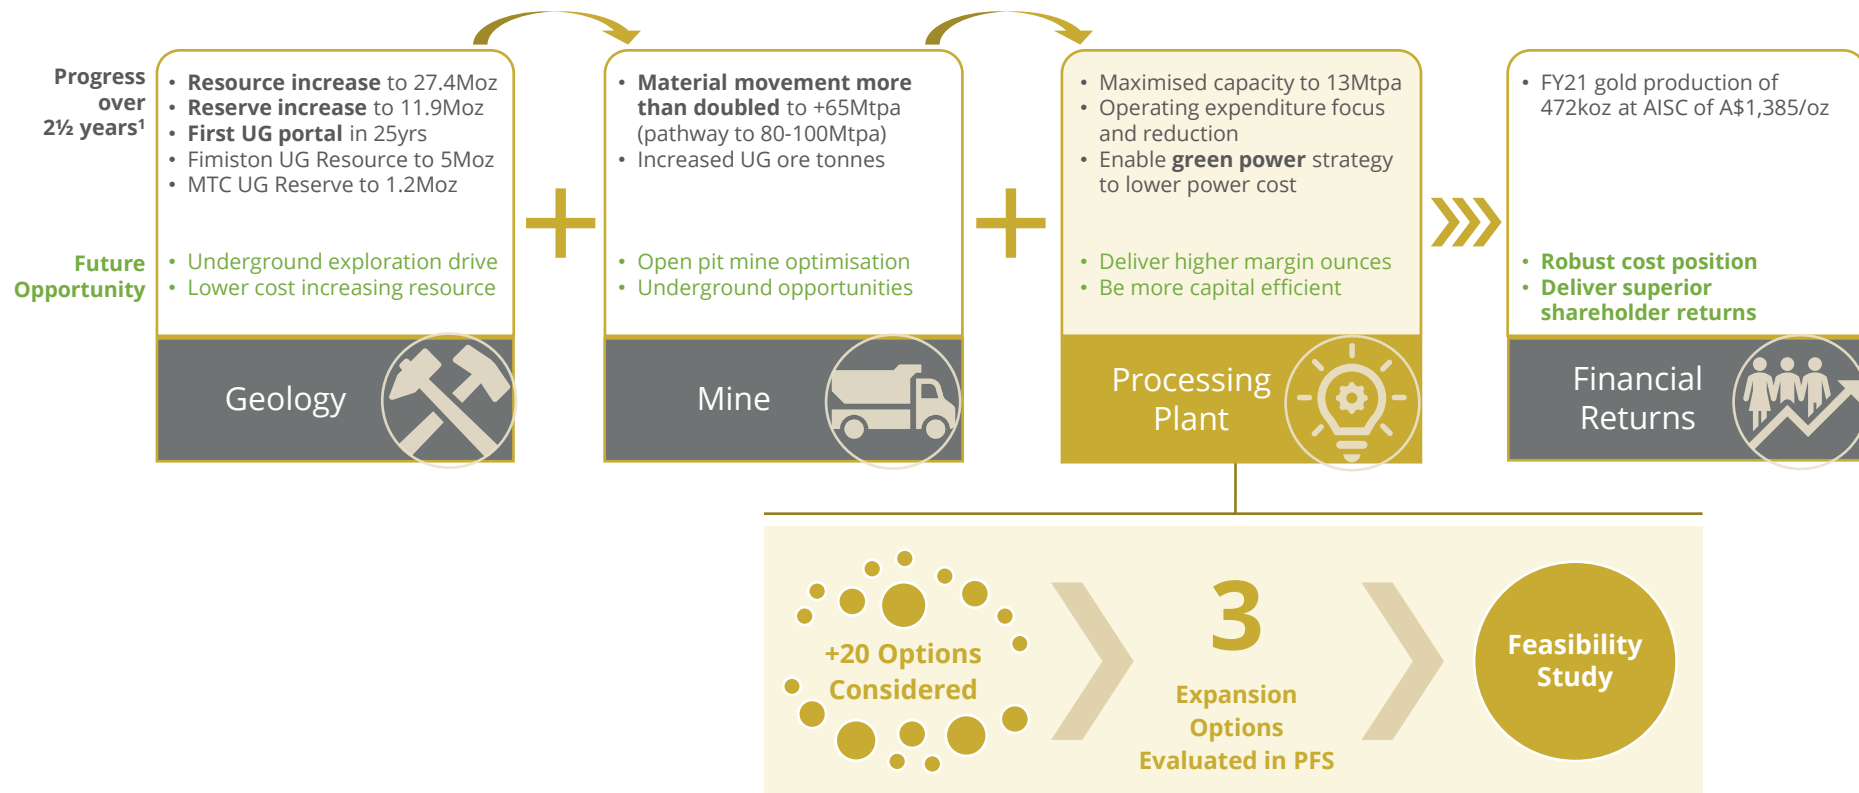 Progress
over
2½ years¹
• Resource increase to 27.4Moz
• Reserve increase to 11.9Moz
• First UG portal in 25yrs
• Fimiston UG Resource to 5Moz
• MTC UG Reserve to 1.2Moz
• Material movement more
than doubled to +65Mtpa
(pathway to 80-100Mtpa)
• Increased UG ore tonnes
• Maximised capacity to 13Mtpa
• Operating expenditure focus
and reduction
• Enable green power strategy
to lower power cost
• FY21 gold production of
472koz at AISC of A$1,385/oz
Future
Opportunity
• Underground exploration drive
• Lower cost increasing resource
• Open pit mine optimisation
• Underground opportunities
• Deliver higher margin ounces
• Be more capital efficient
• Robust cost position
• Deliver superior
shareholder returns
Geology
Mine
Processing
Plant
Financial
Returns
+20 Options
Considered
3
Expansion
Options
Evaluated in PFS
Feasibility
Study